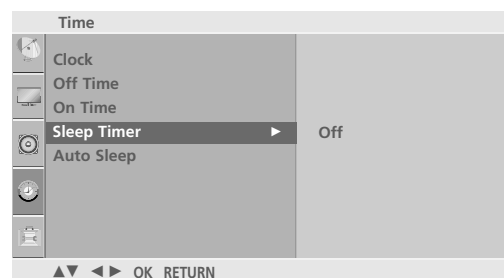 Time
Clock
Off Time
On Time
Sleep Timer ► Off
Auto Sleep
▲▼ ◄► OK RETURN